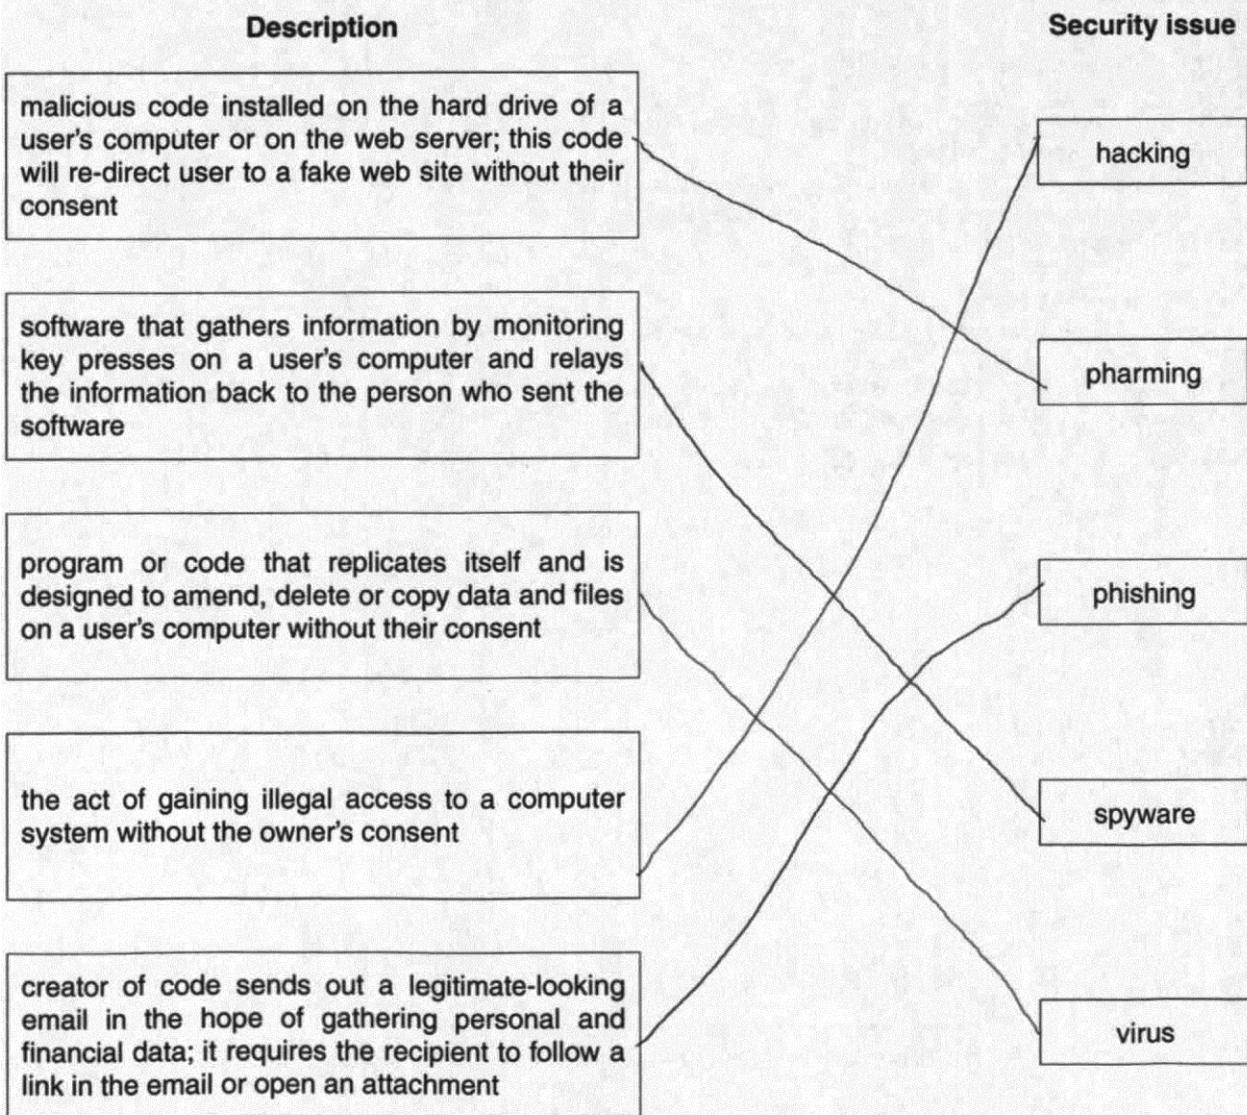 Description
Security issue
malicious code installed on the hard drive of a
user's computer or on the web server; this code
will re-direct user to a fake web site without their
consent
hacking
software that gathers information by monitoring
key presses on a user's computer and relays
the information back to the person who sent the
software
pharming
program or code that replicates itself and is
designed to amend, delete or copy data and files
on a user's computer without their consent
phishing
the act of gaining illegal access to a computer
system without the owner's consent
spyware
creator of code sends out a legitimate-looking
email in the hope of gathering personal and
financial data; it requires the recipient to follow a
link in the email or open an attachment
virus